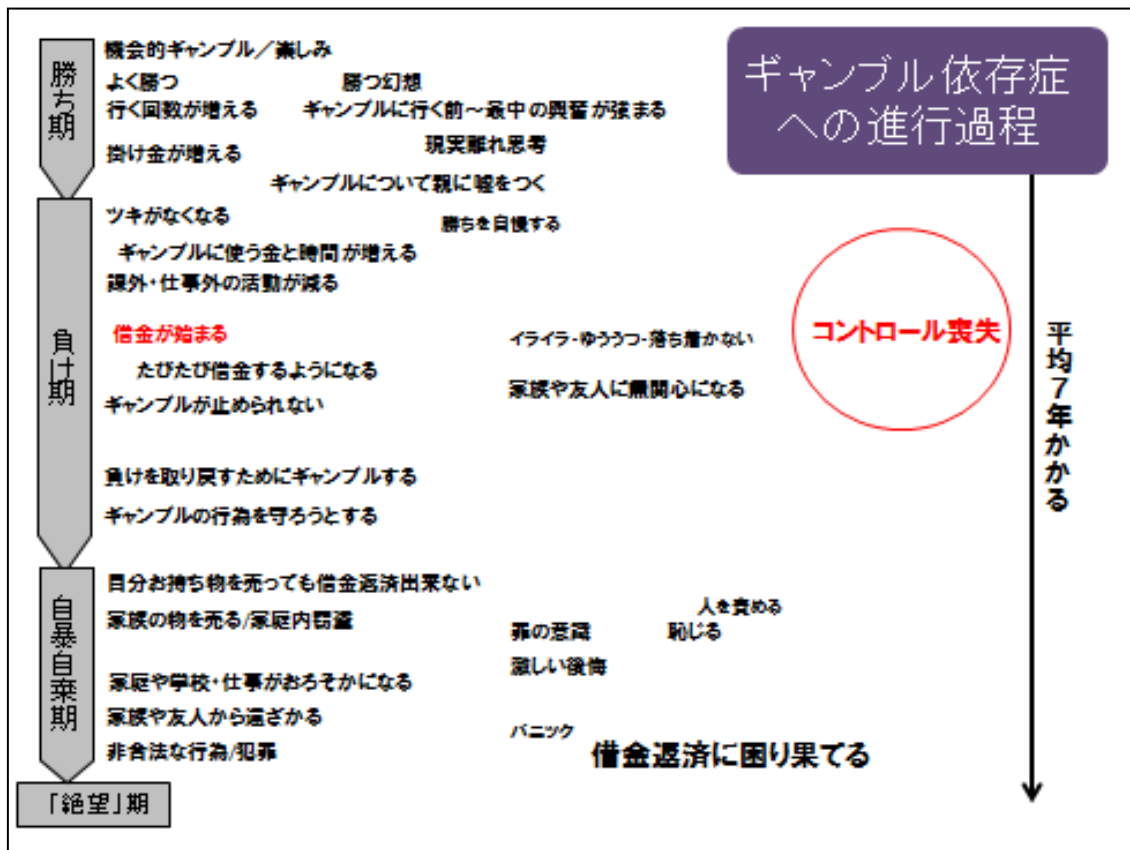 ギャンブル依存症
への進行過程
勝ち期
機会的ギャンブル／楽しみ
よく勝つ 勝つ幻想
行く回数が増える ギャンブルに行く前～最中の興奮が強まる
掛け金が増える 現実離れ思考
ギャンブルについて親に嘘をつく
負け期
ツキがなくなる 勝ちを自慢する
ギャンブルに使う金と時間が増える
課外・仕事外の活動が減る
借金が始まる イライラ-ゆううつ-落ち着かない
たびたび借金するようになる
ギャンブルが止められない 家族や友人に無関心になる
負けを取り戻すためにギャンブルする
ギャンブルの行為を守ろうとする
コントロール喪失
平均７年かかる
自暴自棄期
自分お持ち物を売っても借金返済出来ない
家族の物を売る/家庭内窃盗 人を責める
罪の意識 恥じる
激しい後悔
家庭や学校・仕事がおろそかになる
家族や友人から遠ざかる パニック
非合法な行為/犯罪 借金返済に困り果てる
「絶望」期